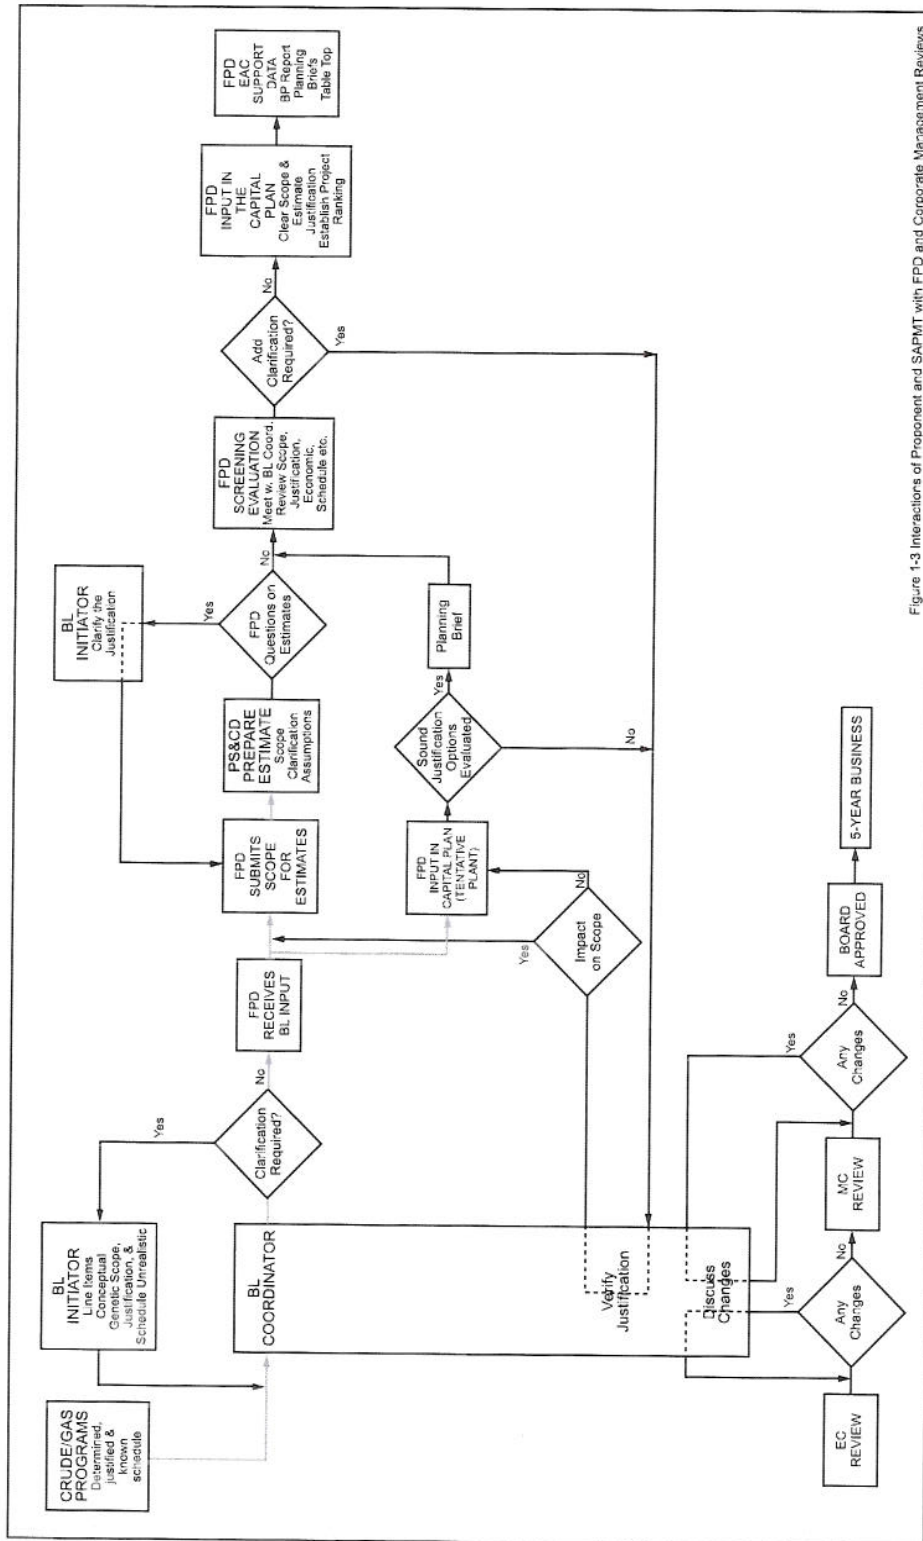 CRUDE/GAS
PROGRAMS
Determined,
justified &
known
schedule
BL
INITIATOR
Line Items
Conceptual
Genetic Scope,
Justification, &
Schedule Unrealistic
BL
COORDINATOR
Verify
Justification
Discuss
Changes
Clarification
Required?
Yes
No
FPD
RECEIVES
BL INPUT
FPD
SUBMITS
SCOPE
FOR
ESTIMATES
PS&CD
PREPARE
ESTIMATE
Scope
Clarification
Assumptions
BL
INITIATOR
Clarify the
Justification
Yes
FPD
Questions on
Estimates
No
FPD
SCREENING
EVALUATION
Meet w. BL Coord.
Review Scope,
Justification,
Economic,
Schedule etc.
Add
Clarification
Required?
No
Yes
FPD
INPUT IN
THE
CAPITAL
PLAN
Clear Scope &
Estimate
Justification
Establish Project
Ranking
FPD
EAC
SUPPORT
DATA
BP Report
Planning
Briefs
Table Top
Impact
on Scope
Yes
No
FPD
INPUT IN
CAPITAL PLAN
(TENTATIVE
PLANT)
Sound
Justification
Options
Evaluated
Yes
No
Planning
Brief
No
EC
REVIEW
Any
Changes
Yes
No
MC
REVIEW
Any
Changes
Yes
No
BOARD
APPROVED
5-YEAR BUSINESS
Figure 1-3 Interactions of Proponent and SAPMT with FPD and Corporate Management Reviews